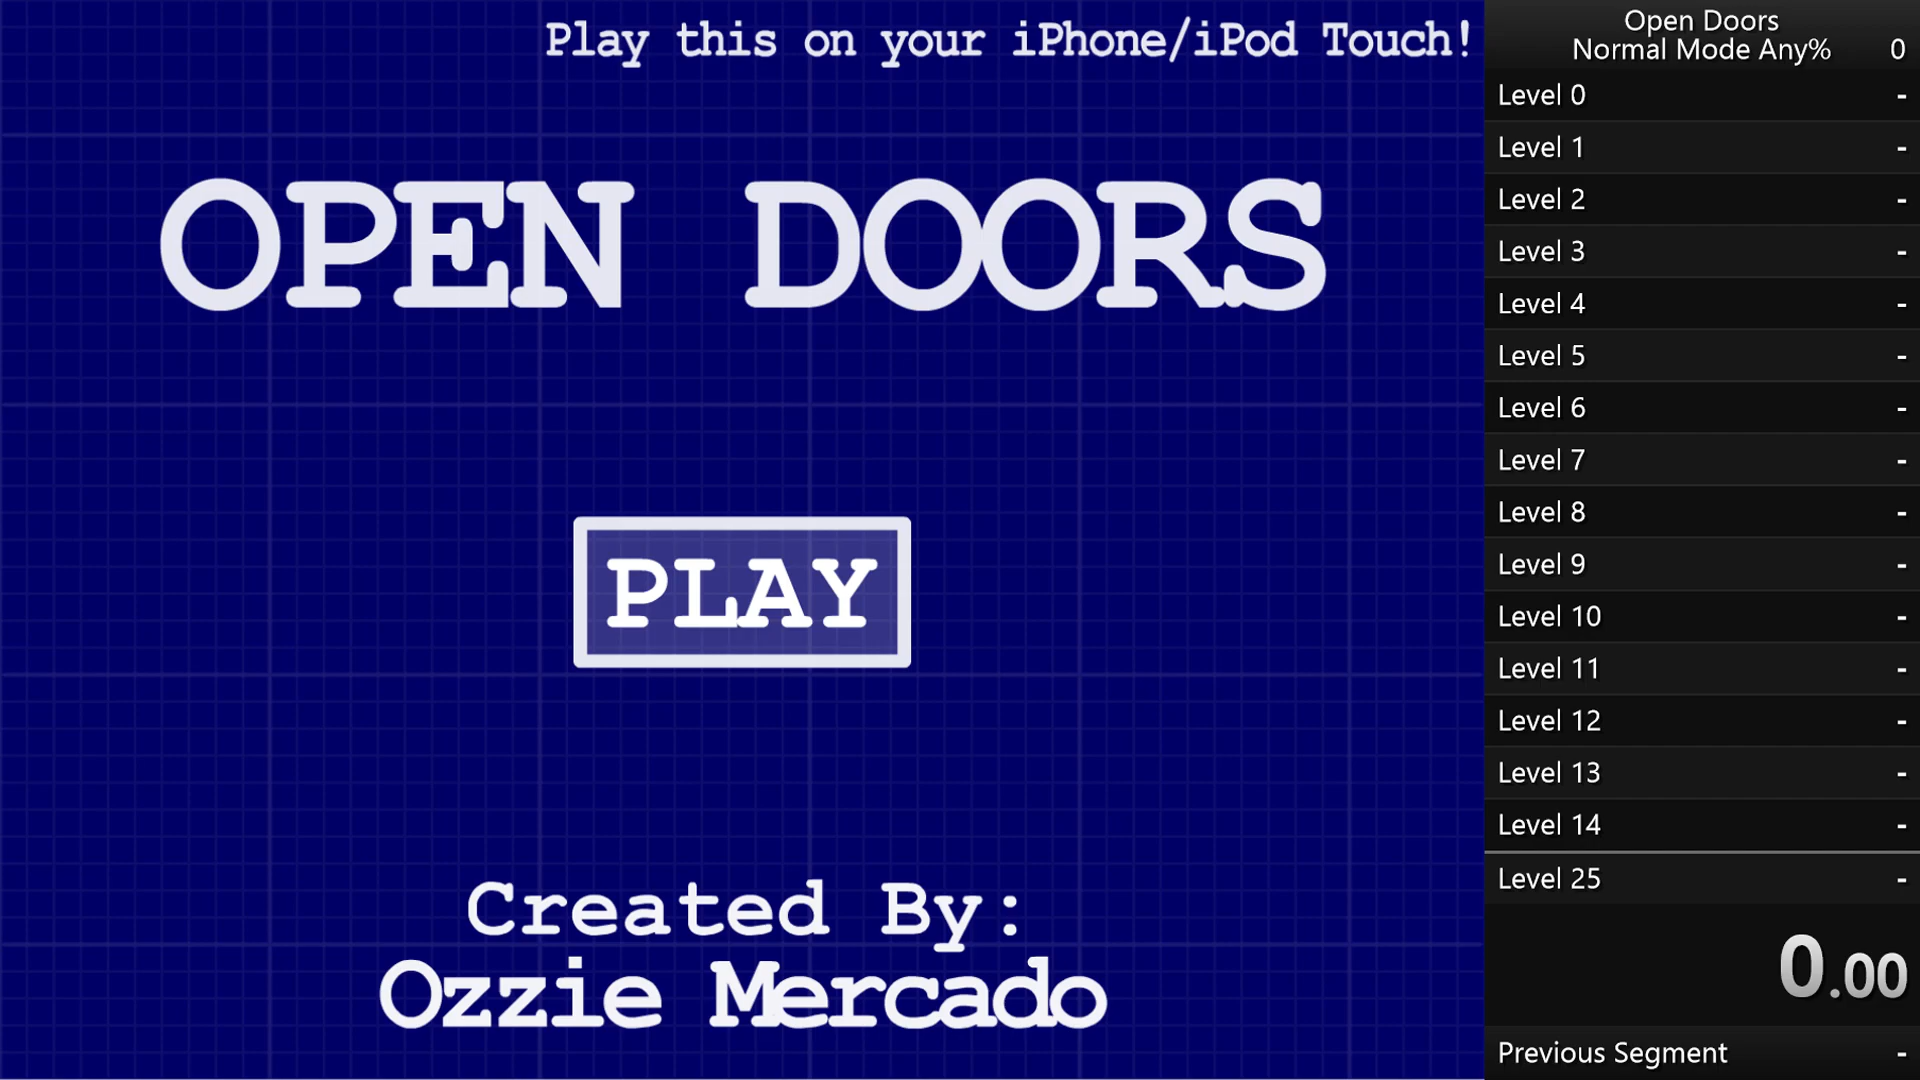 Play this on your iPhone/iPod Touch!
OPEN DOORS
PLAY
Created By:
Ozzie Mercado
Open Doors
Normal Mode Any% 0
Level 0 -
Level 1 -
Level 2 -
Level 3 -
Level 4 -
Level 5 -
Level 6 -
Level 7 -
Level 8 -
Level 9 -
Level 10 -
Level 11 -
Level 12 -
Level 13 -
Level 14 -
Level 25 -
0.00
Previous Segment -